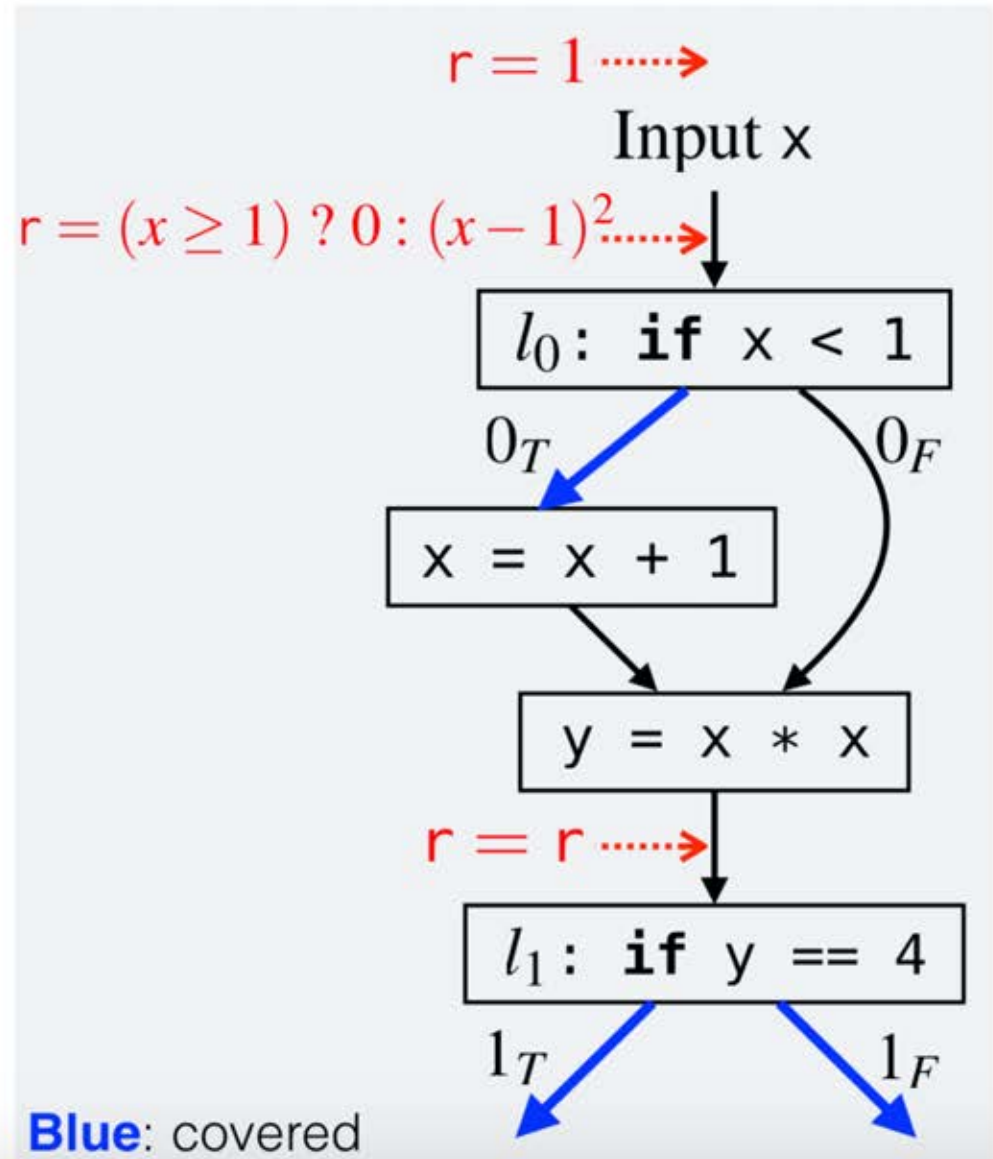 r = 1
Input x
r = (x ≥ 1) ? 0 : (x − 1)²
l₀: if x < 1
0_T 0_F
x = x + 1
y = x * x
r = r
l₁: if y == 4
1_T 1_F
Blue: covered